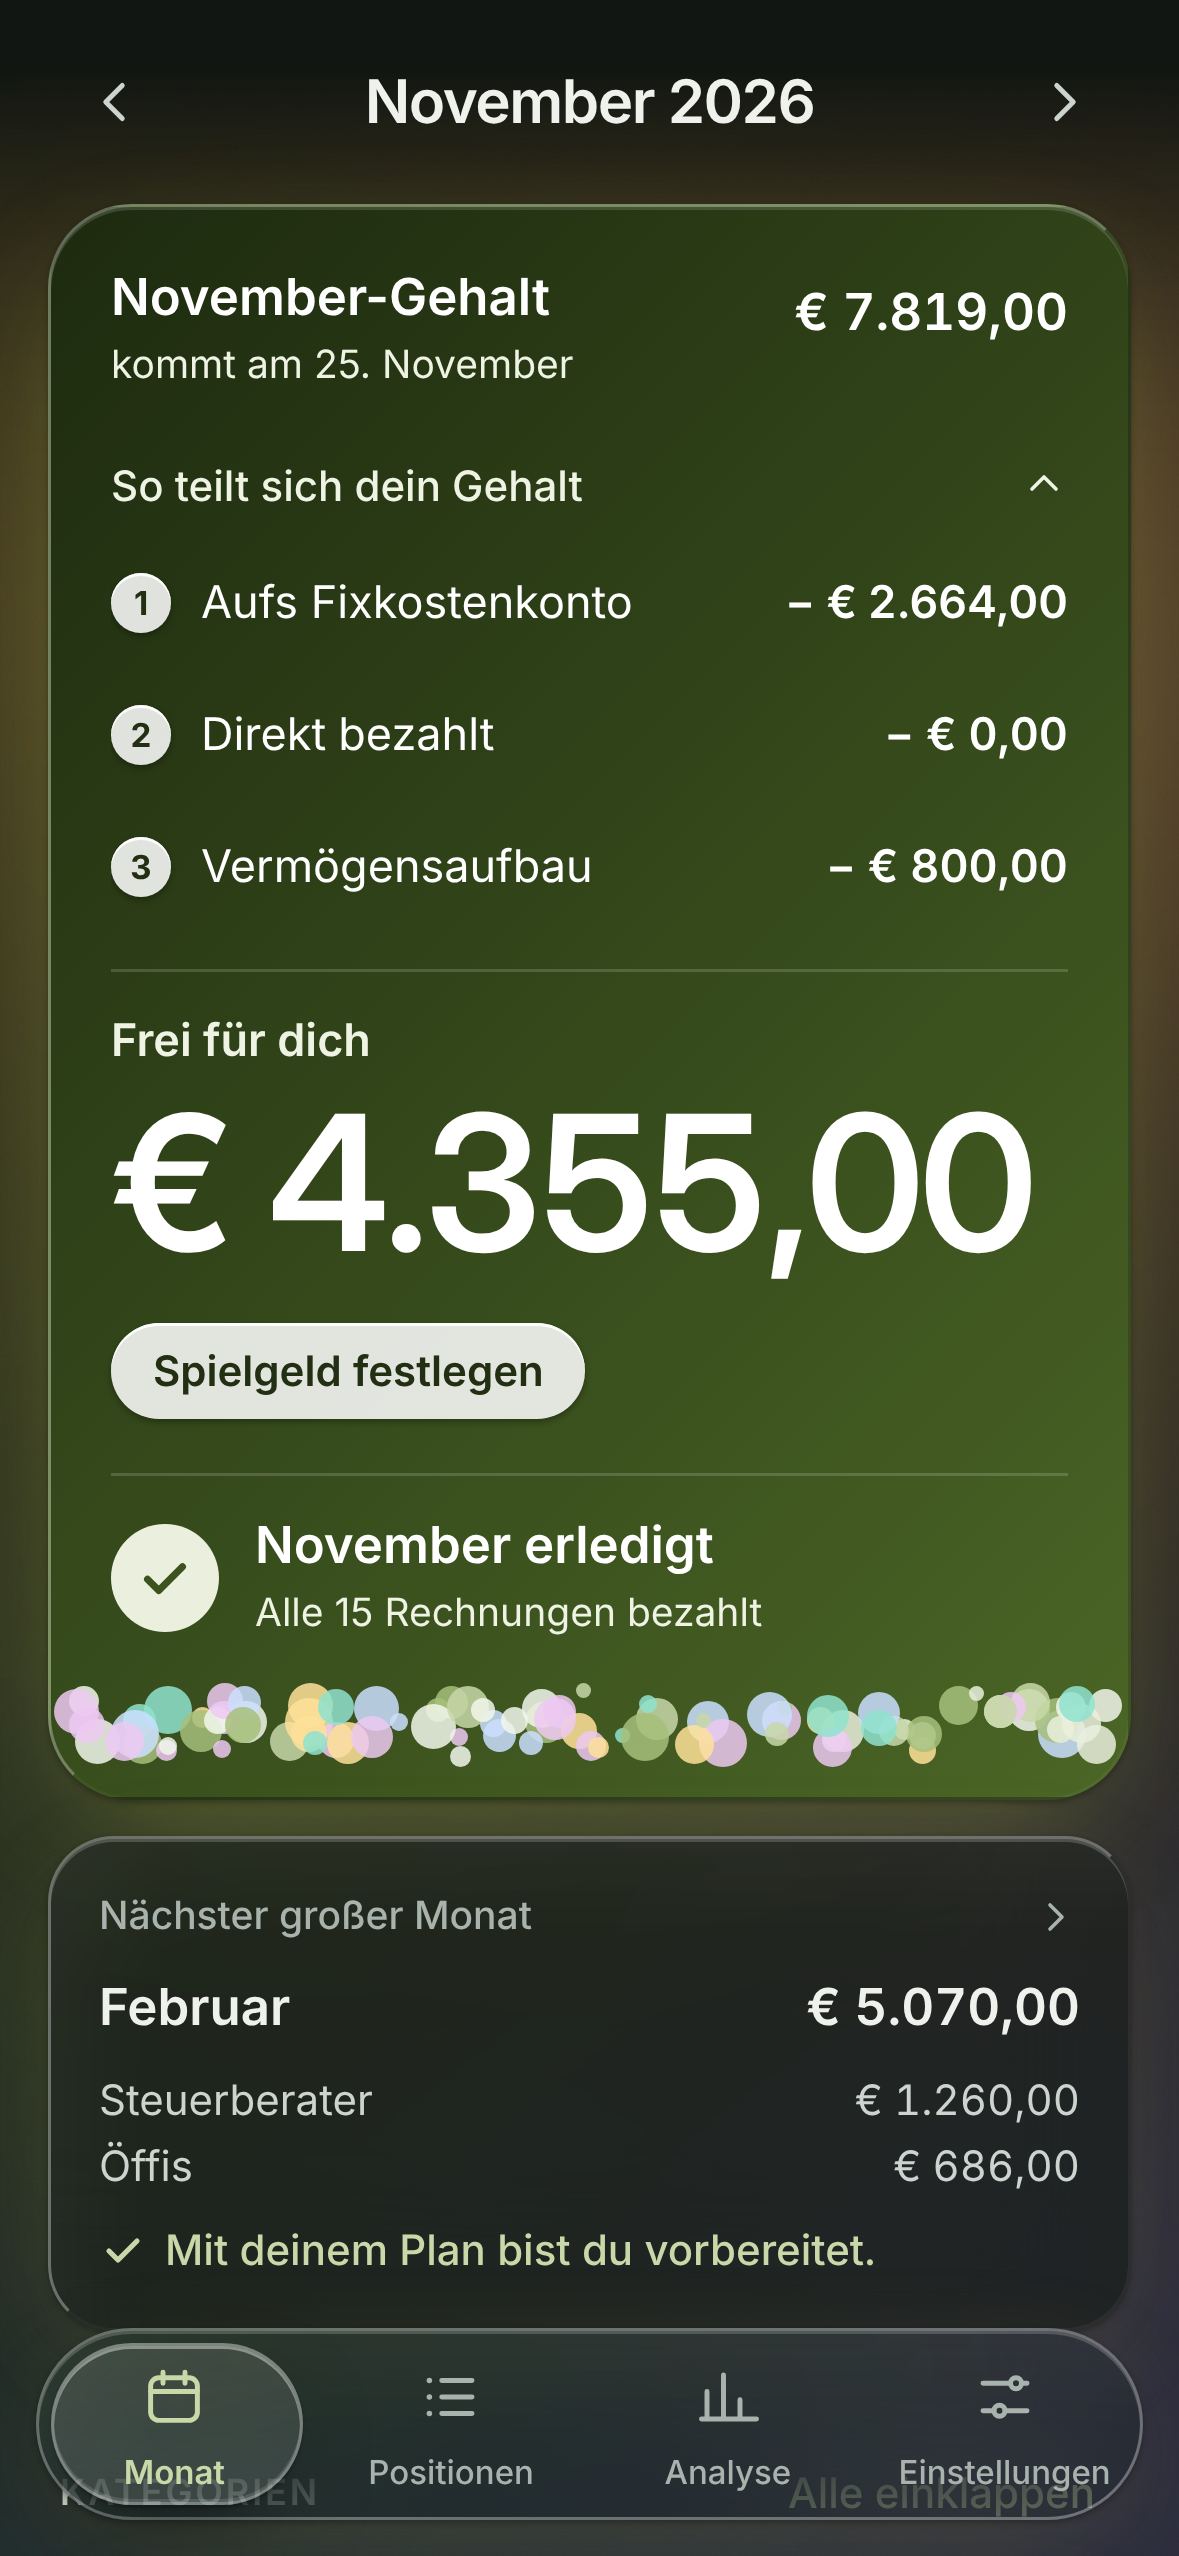 November 2026
November-Gehalt
€ 7.819,00
kommt am 25. November
So teilt sich dein Gehalt
1 Aufs Fixkostenkonto – € 2.664,00
2 Direkt bezahlt – € 0,00
3 Vermögensaufbau – € 800,00
Frei für dich
€ 4.355,00
Spielgeld festlegen
November erledigt
Alle 15 Rechnungen bezahlt
Nächster großer Monat
Februar € 5.070,00
Steuerberater € 1.260,00
Öffis € 686,00
Mit deinem Plan bist du vorbereitet.
Monat Positionen Analyse Einstellungen
KATEGORIEN Alle einklappen